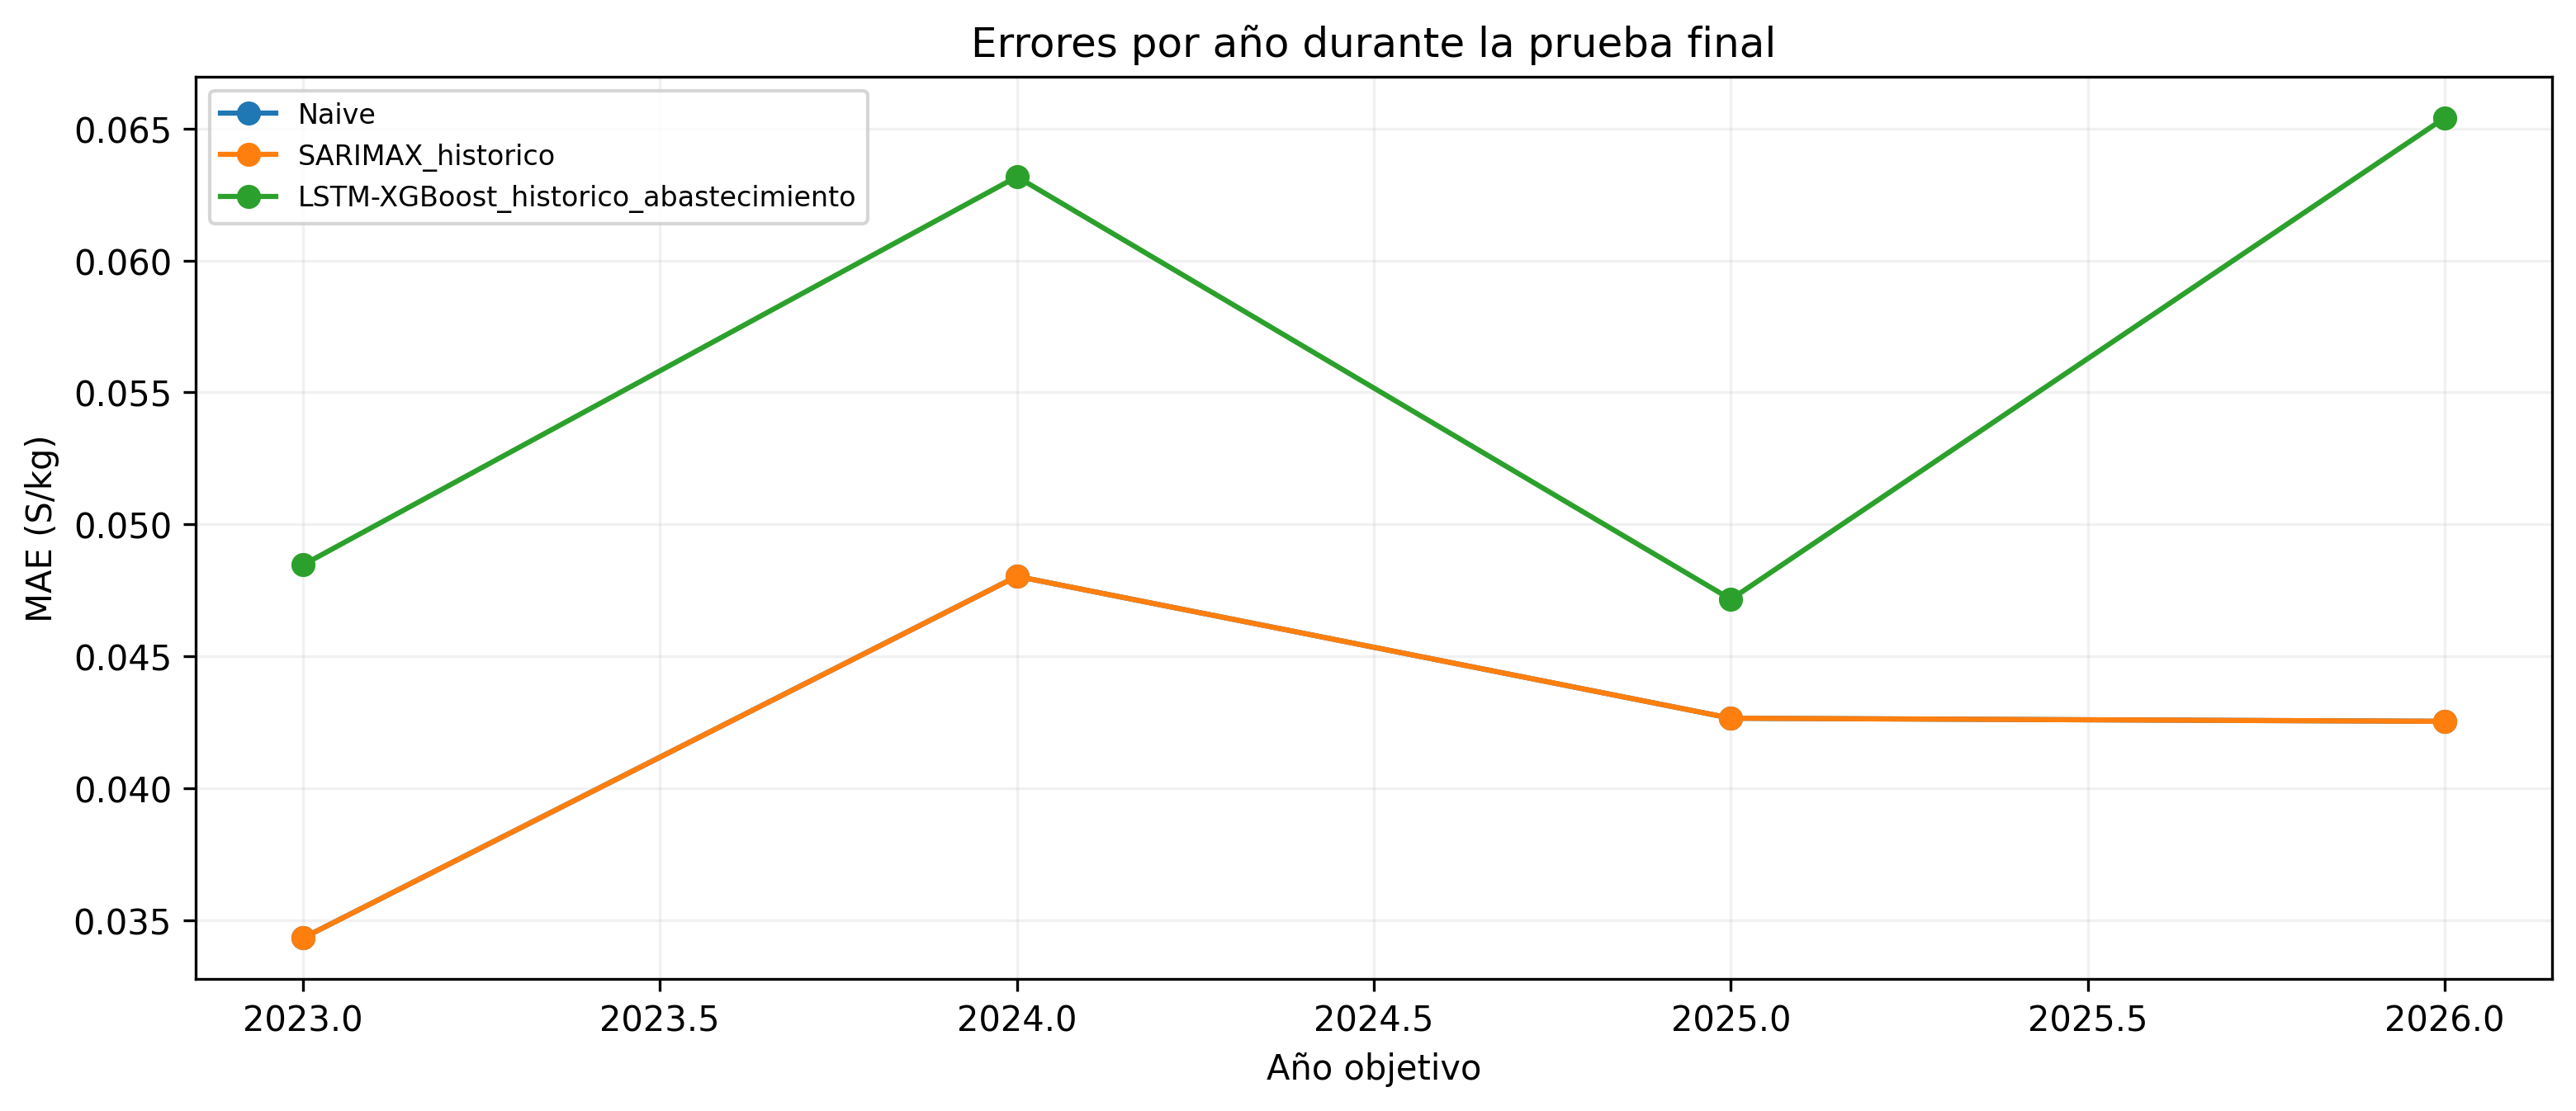 Errores por año durante la prueba final
Naive
SARIMAX_historico
LSTM-XGBoost_historico_abastecimiento
MAE (S/kg)
0.065
0.060
0.055
0.050
0.045
0.040
0.035
2023.0 2023.5 2024.0 2024.5 2025.0 2025.5 2026.0
Año objetivo